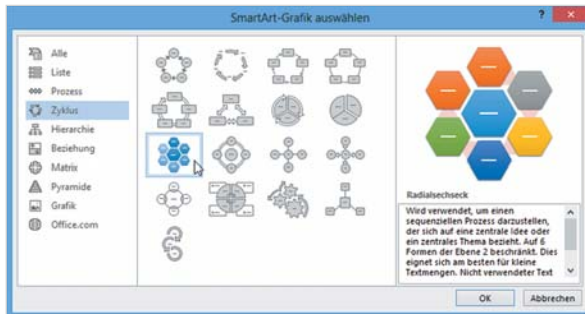 SmartArt-Grafik auswählen
Alle
Liste
Prozess
Zyklus
Hierarchie
Beziehung
Matrix
Pyramide
Grafik
Office.com
Radialsechseck
Wird verwendet, um einen
sequenziellen Prozess darzustellen,
der sich auf eine zentrale Idee oder
ein zentrales Thema bezieht. Auf 6
Formen der Ebene 2 beschränkt. Dies
eignet sich am besten für kleine
Textmengen. Nicht verwendeter Text
OK
Abbrechen